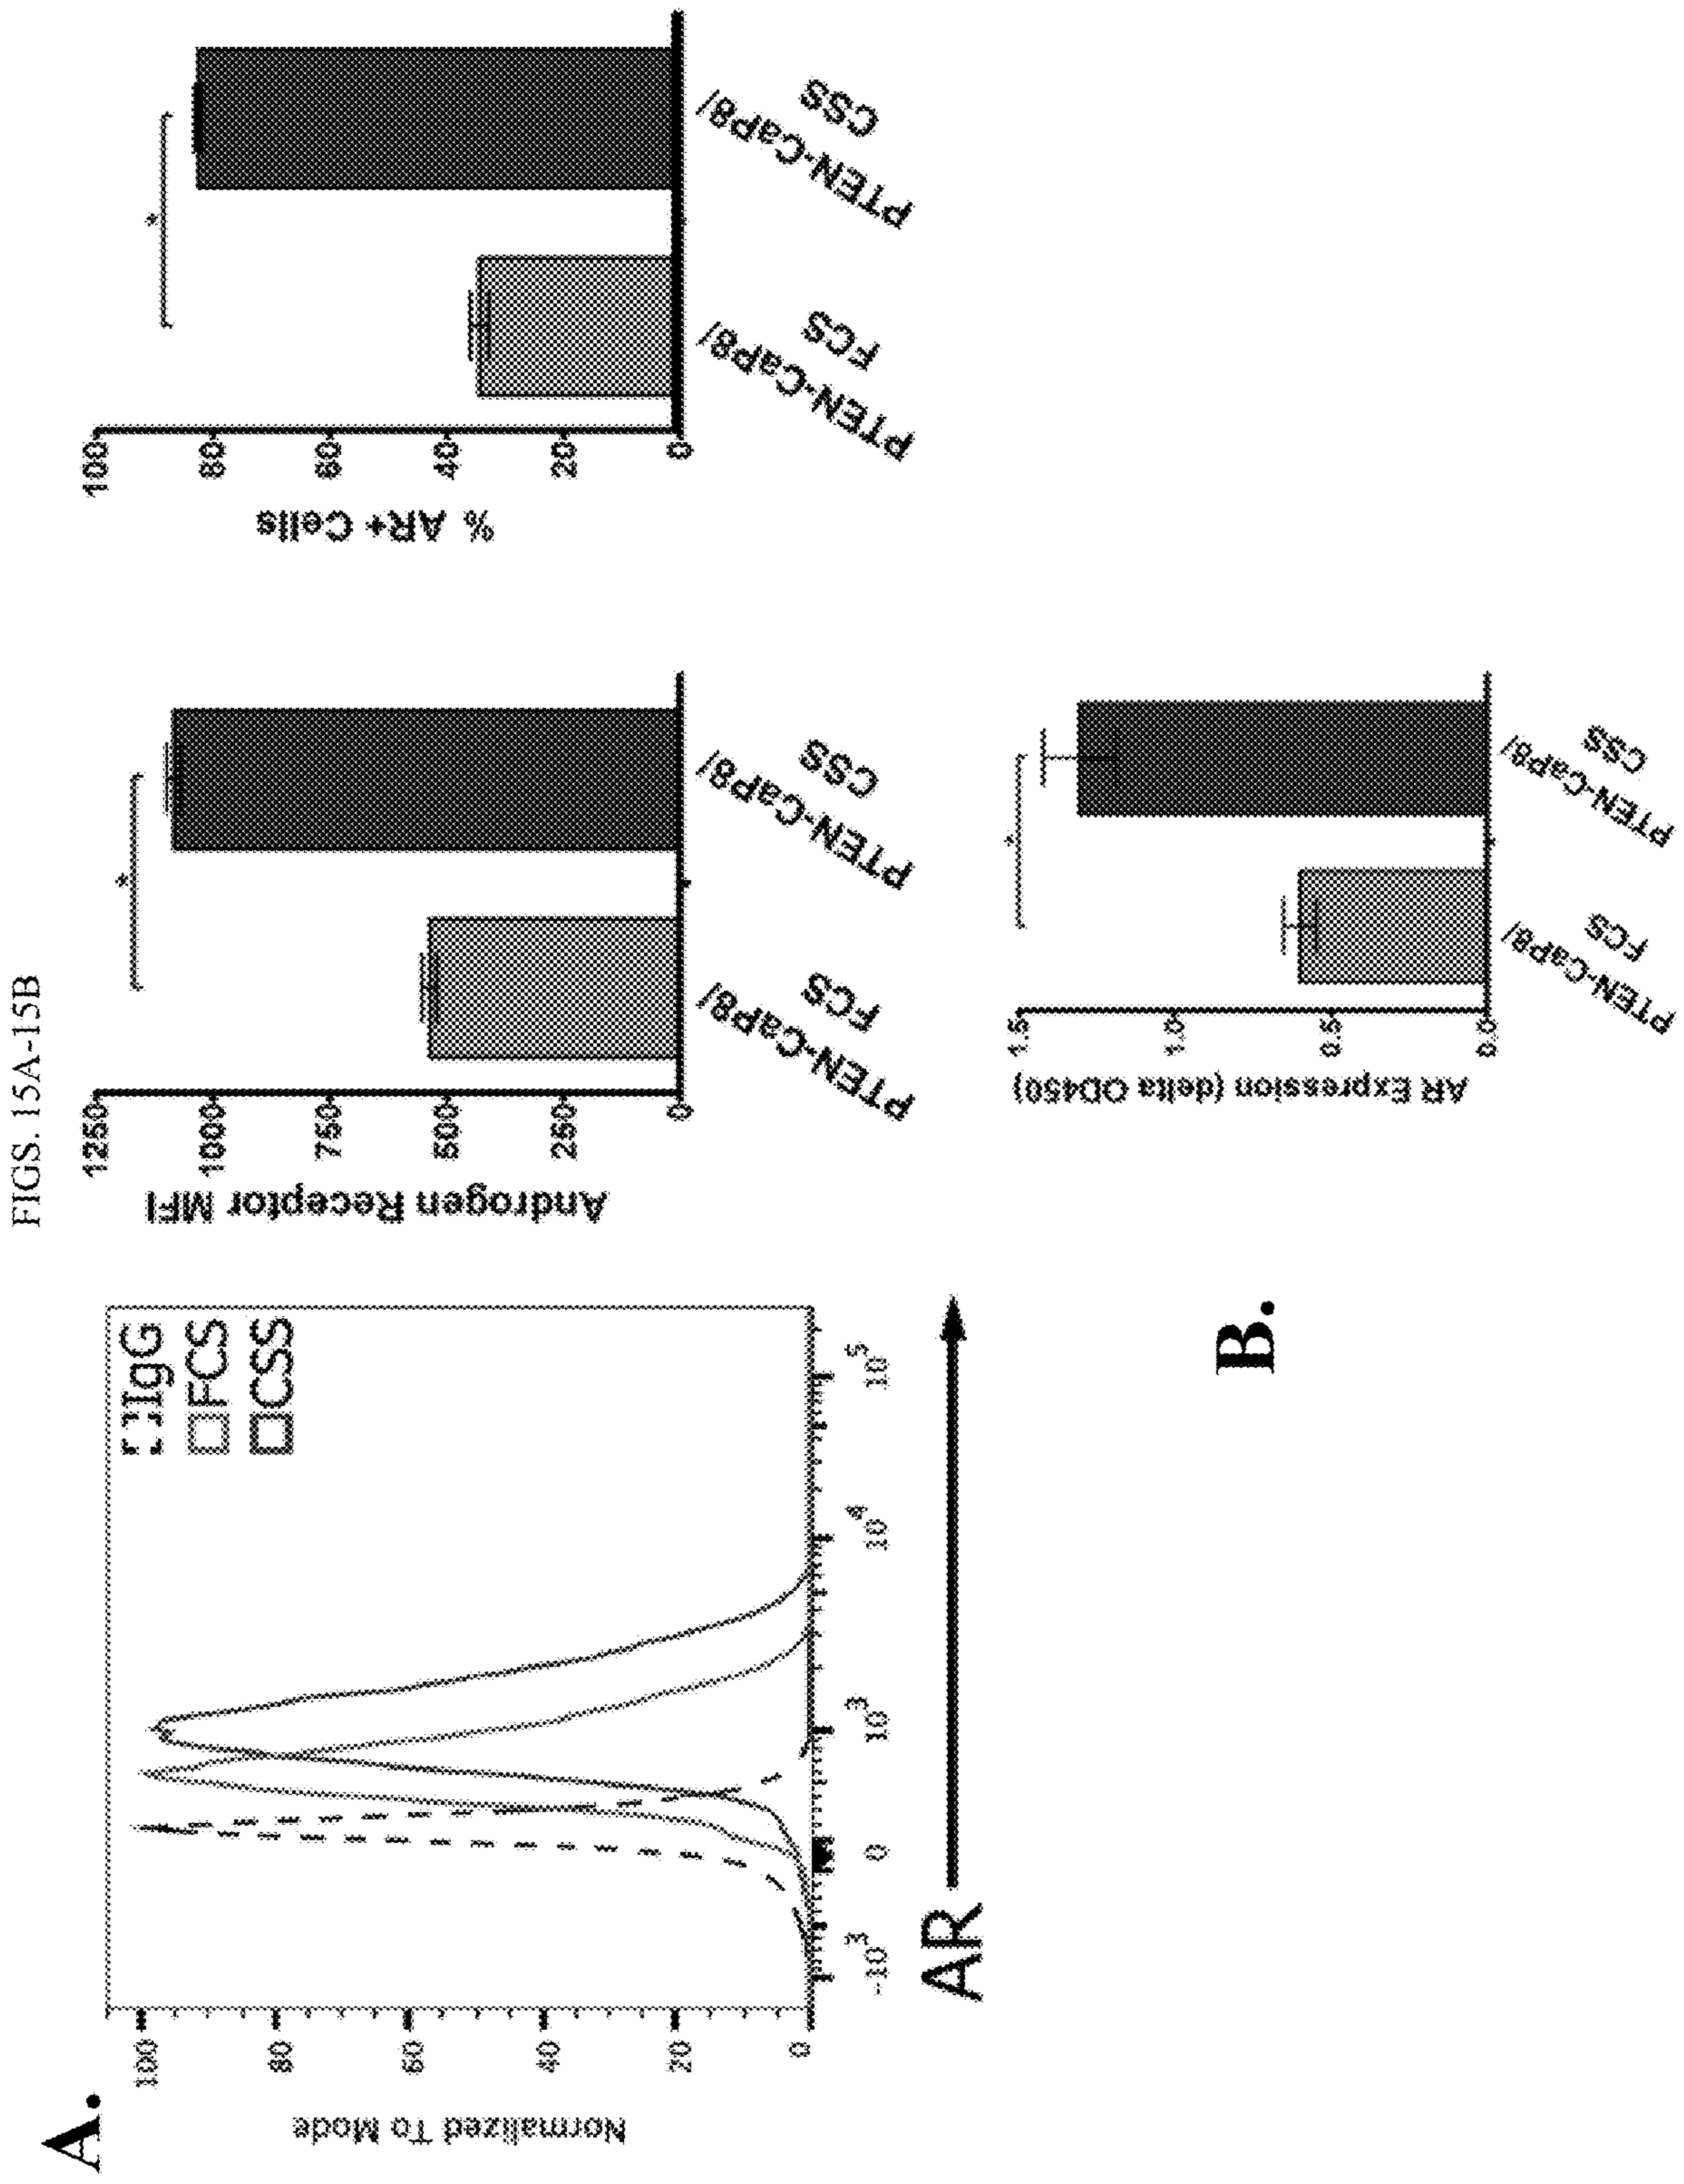 FIGS. 15A-15B
A.
Normalized To Mode
100
80
60
40
20
0
-10^3
0
10^3
10^4
10^5
AR
IgG
FCS
CSS
Androgen Receptor MFI
1250
1000
750
500
250
0
*
PTEN-CaP8/
FCS
PTEN-CaP8/
CSS
% AR+ Cells
100
80
60
40
20
0
*
PTEN-CaP8/
FCS
PTEN-CaP8/
CSS
B.
AR Expression (delta OD450)
1.5
1.0
0.5
0.0
*
PTEN-CaP8/
FCS
PTEN-CaP8/
CSS